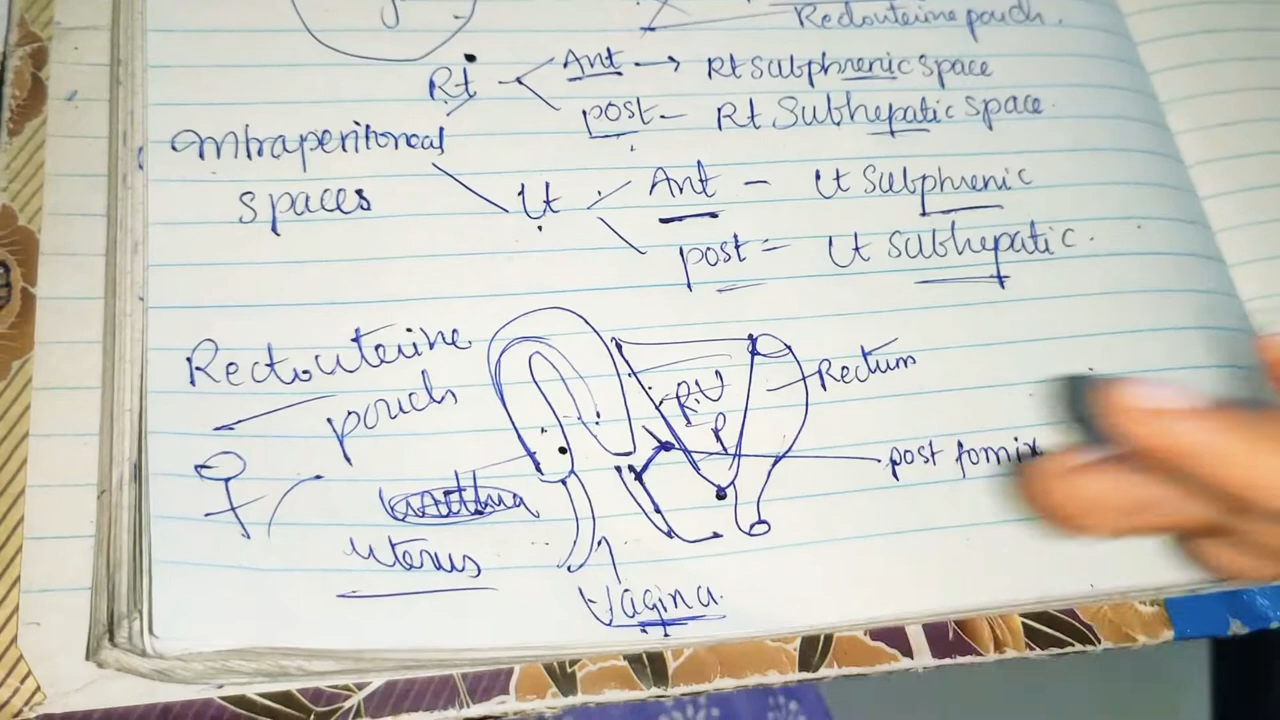 Rectouterine pouch.
Rt Ant → Rt Subphrenic space
post - Rt Subhepatic space.
Intraperitoneal
spaces
Lt Ant - Lt Subphrenic
post = Lt subhepatic.
Rectouterine
pouch
R.U
P
Rectum
post fornix
uterus
Vagina.